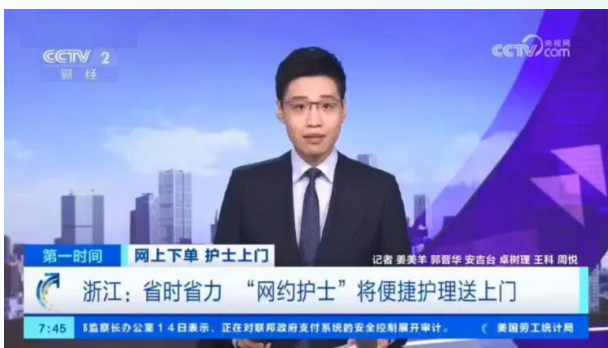 CCTV 2
财 经
CCTV 央视网
com
第一时间
网上下单 护士上门
记者 姜美羊 郭晋华 安吉台 卓树理 王科 周悦
浙江：省时省力 “网约护士”将便捷护理送上门
7:45
监察长办公室14日表示，正在对联邦政府支付系统的安全控制展开审计。
美国劳工统计局